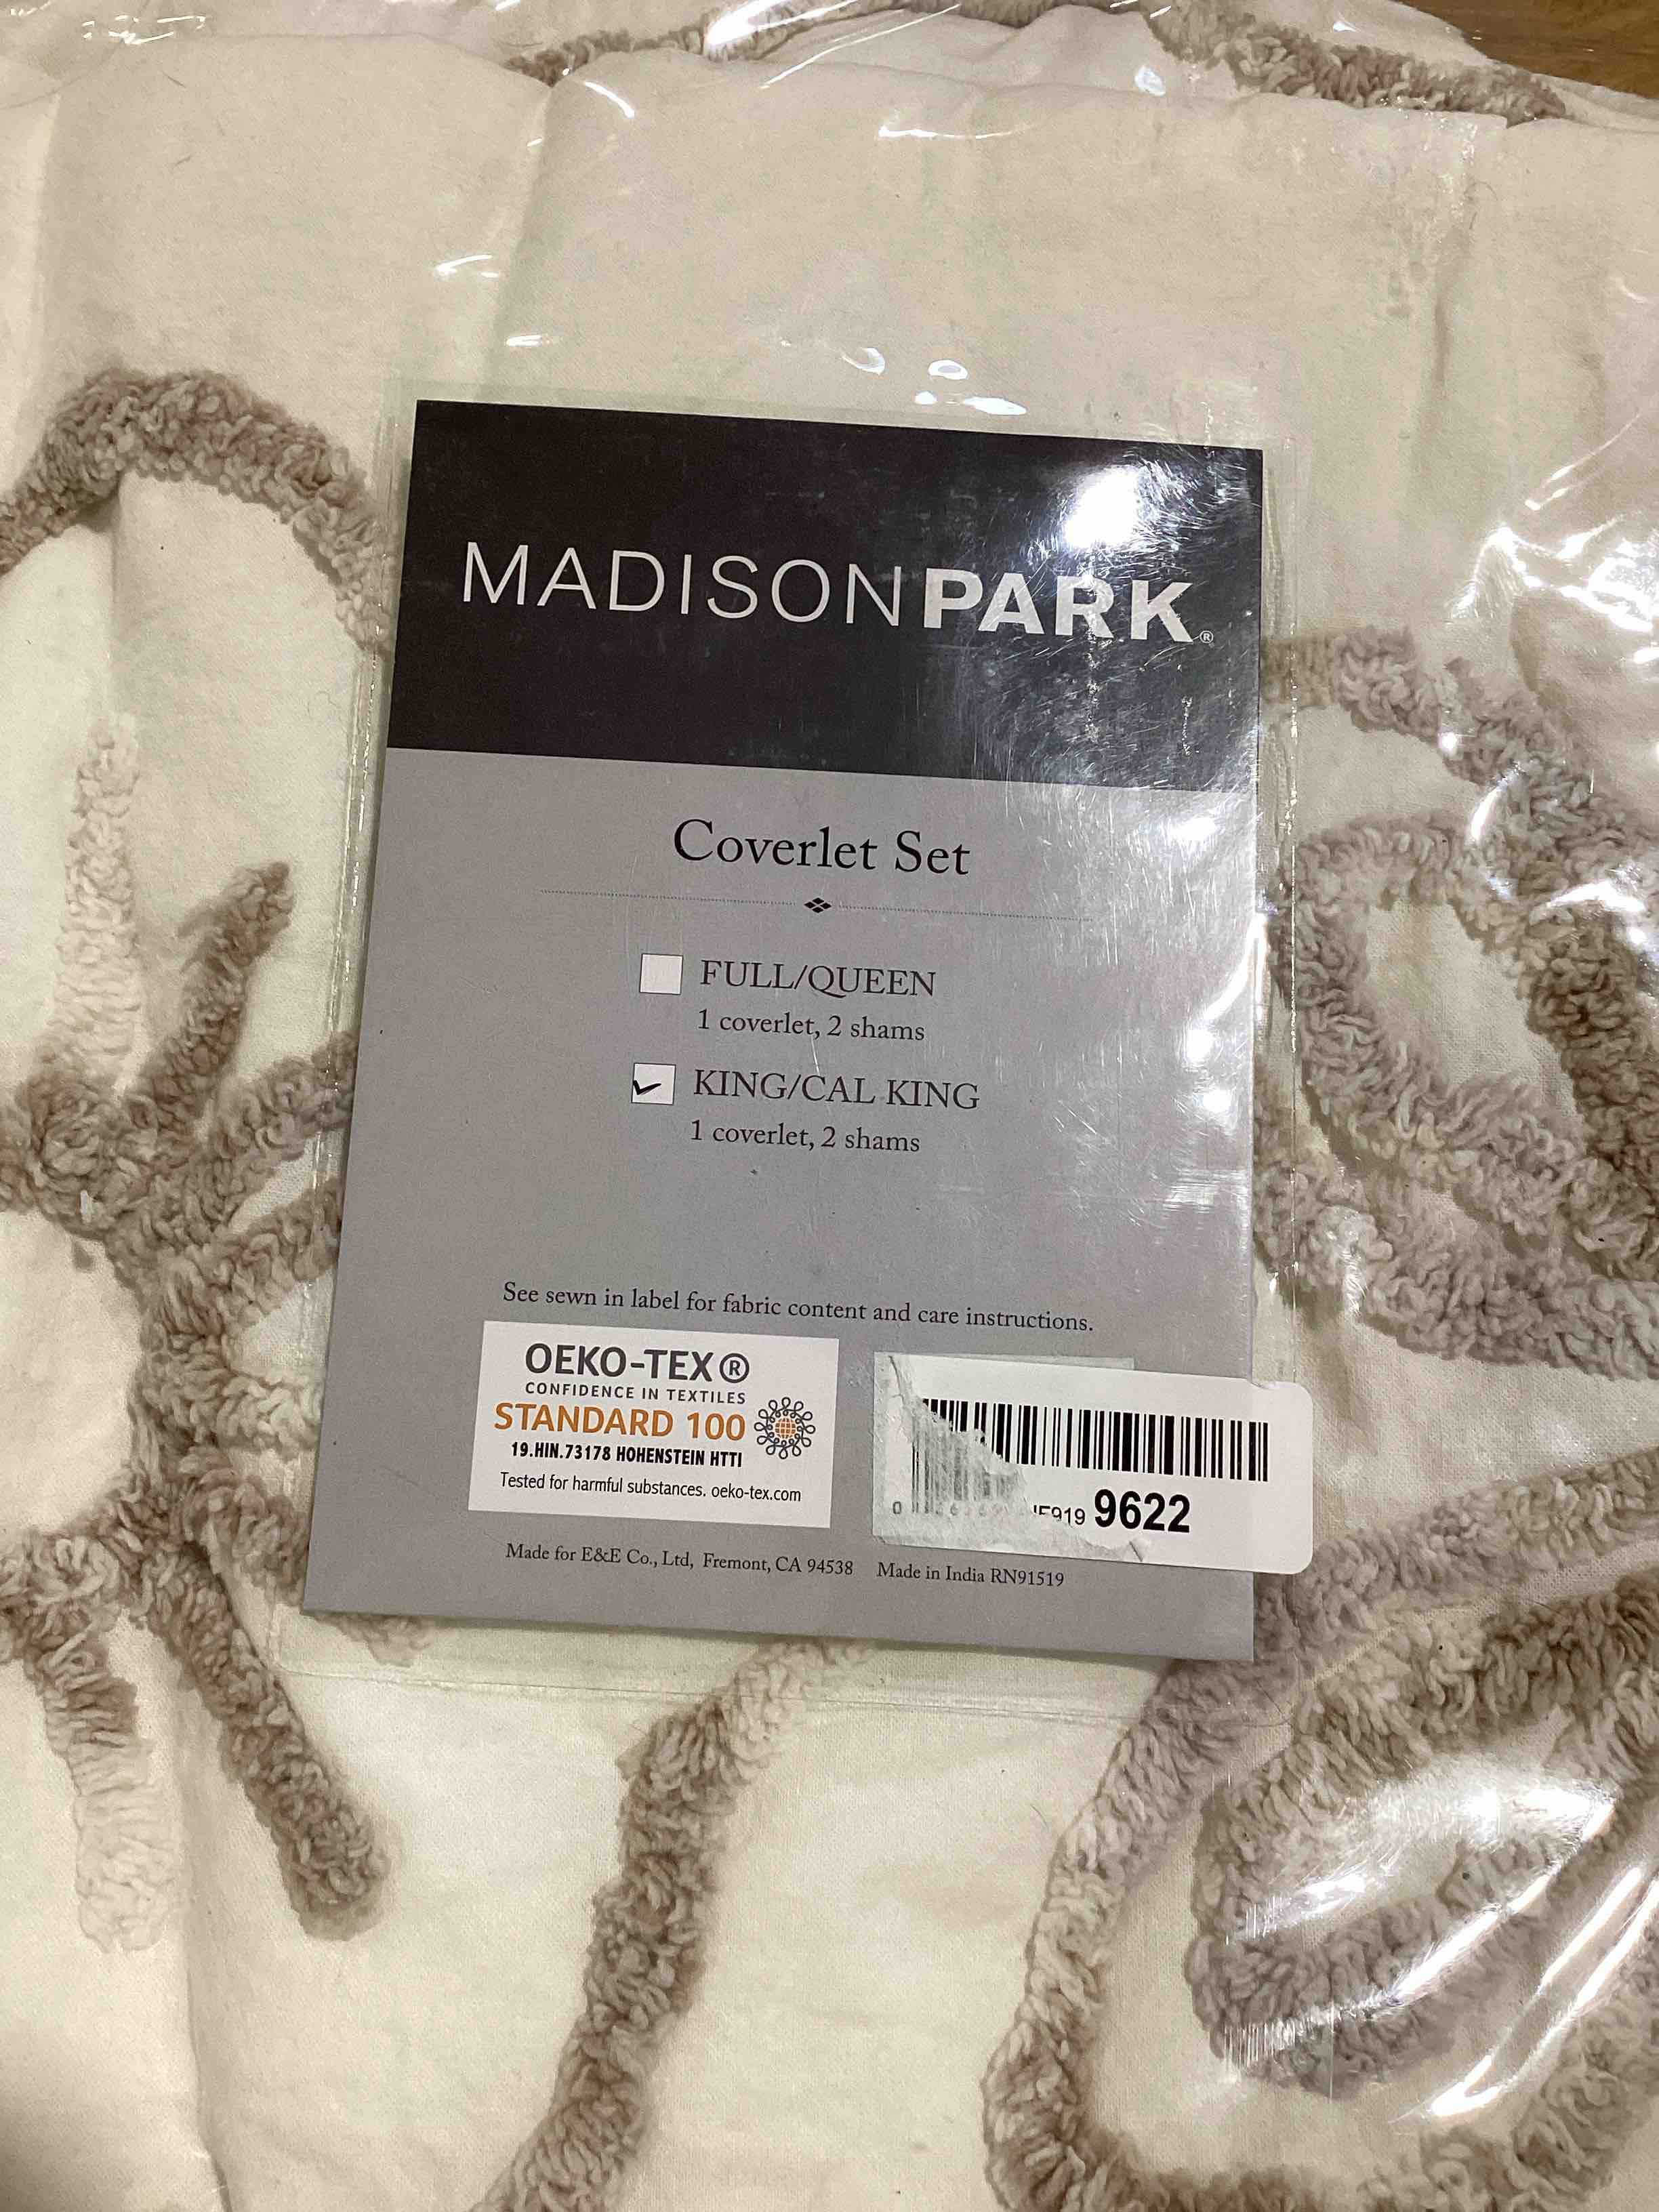 MADISONPARK®
Coverlet Set
FULL/QUEEN
1 coverlet, 2 shams
KING/CAL KING
1 coverlet, 2 shams
See sewn in label for fabric content and care instructions.
OEKO-TEX®
CONFIDENCE IN TEXTILES
STANDARD 100
19.HIN.73178 HOHENSTEIN HTTI
Tested for harmful substances. oeko-tex.com
9622
Made for E&E Co., Ltd, Fremont, CA 94538 Made in India RN91519